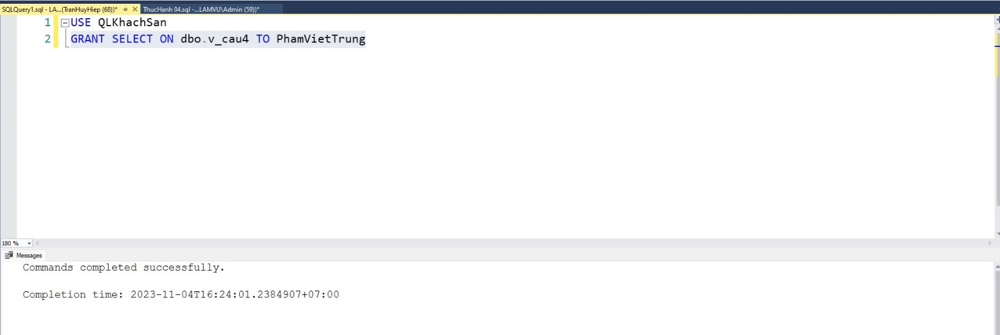 SQLQuery1.sql - LA...(TranHuyHiep (68))*
ThucHanh 04.sql -...LAMVU\Admin (59))*
1 USE QLKhachSan
2 GRANT SELECT ON dbo.v_cau4 TO PhamVietTrung
180 %
Messages
Commands completed successfully.
Completion time: 2023-11-04T16:24:01.2384907+07:00